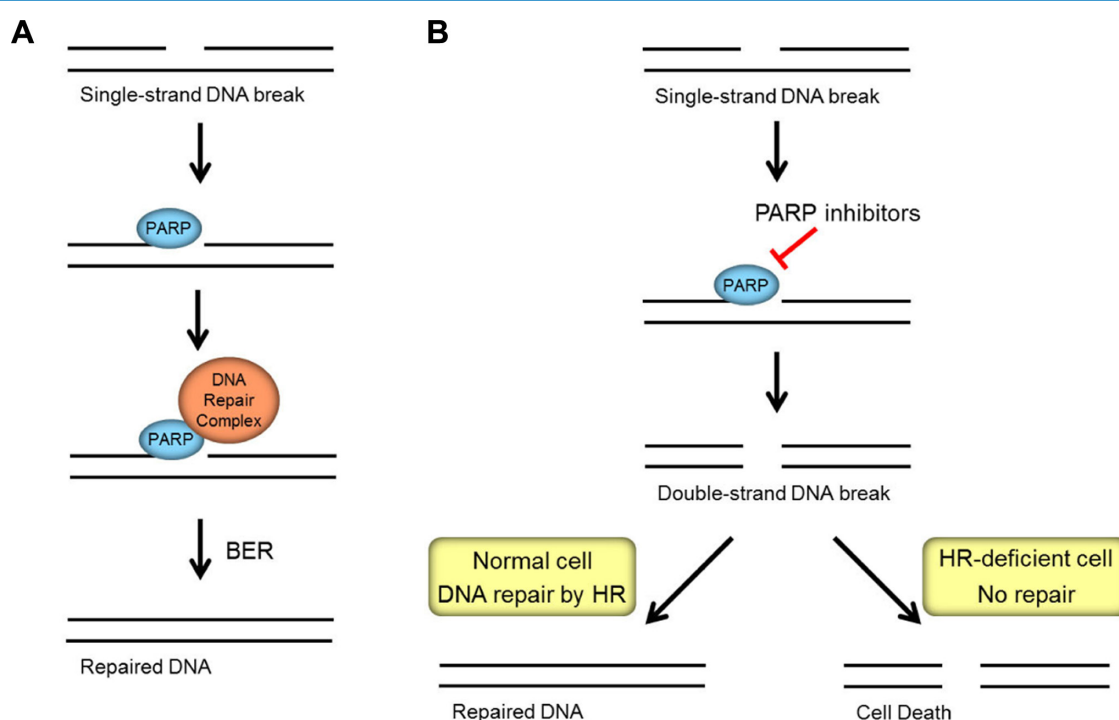 A
Single-strand DNA break
PARP
DNA
Repair
Complex
PARP
BER
Repaired DNA
B
Single-strand DNA break
PARP inhibitors
PARP
Double-strand DNA break
Normal cell
DNA repair by HR
HR-deficient cell
No repair
Repaired DNA
Cell Death